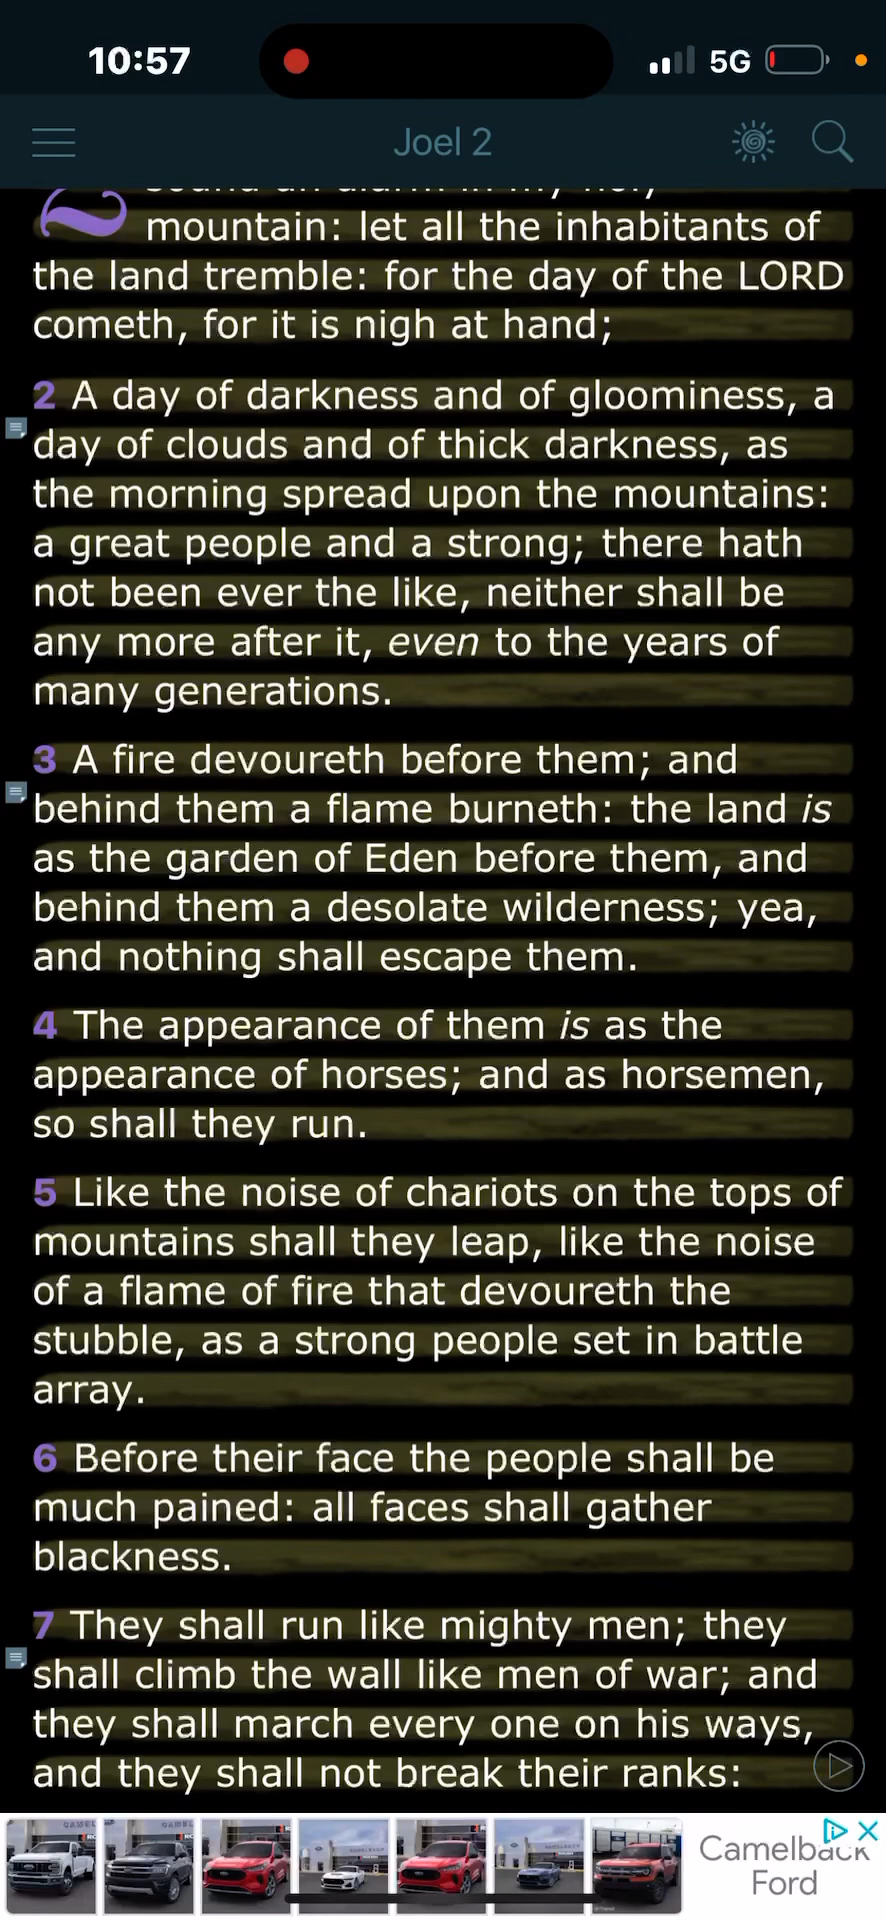 10:57
5G
Joel 2
2
mountain: let all the inhabitants of
the land tremble: for the day of the LORD
cometh, for it is nigh at hand;
2 A day of darkness and of gloominess, a
day of clouds and of thick darkness, as
the morning spread upon the mountains:
a great people and a strong; there hath
not been ever the like, neither shall be
any more after it, even to the years of
many generations.
3 A fire devoureth before them; and
behind them a flame burneth: the land is
as the garden of Eden before them, and
behind them a desolate wilderness; yea,
and nothing shall escape them.
4 The appearance of them is as the
appearance of horses; and as horsemen,
so shall they run.
5 Like the noise of chariots on the tops of
mountains shall they leap, like the noise
of a flame of fire that devoureth the
stubble, as a strong people set in battle
array.
6 Before their face the people shall be
much pained: all faces shall gather
blackness.
7 They shall run like mighty men; they
shall climb the wall like men of war; and
they shall march every one on his ways,
and they shall not break their ranks:
Camelback
Ford